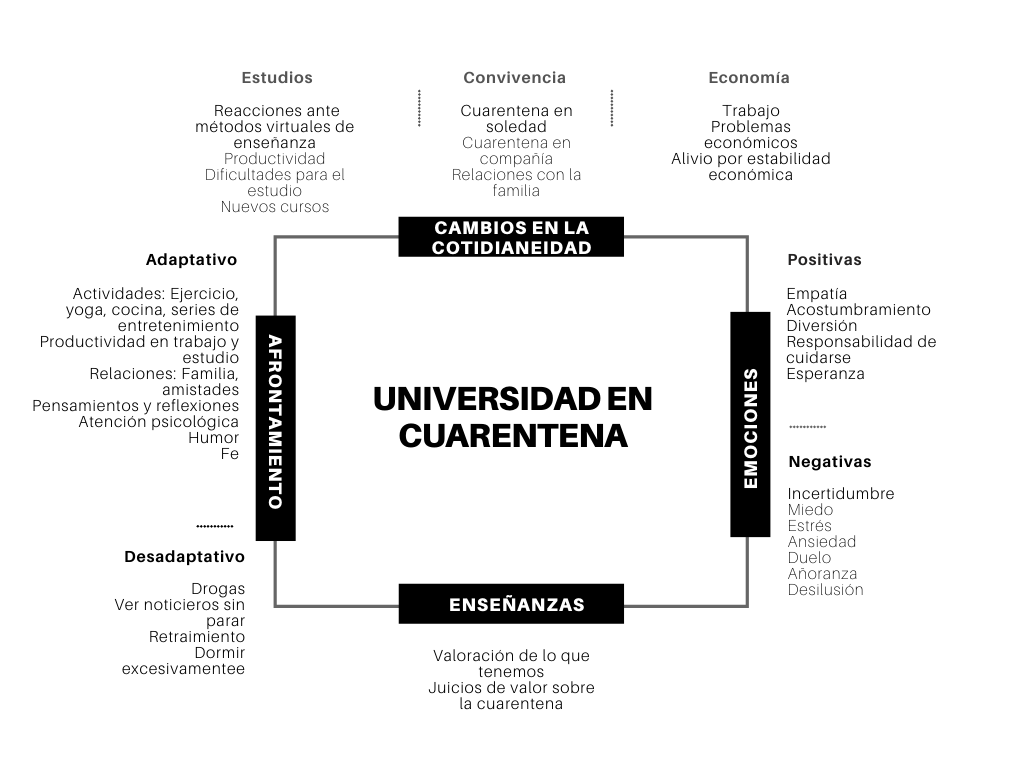 Estudios
Reacciones ante
métodos virtuales de
enseñanza
Productividad
Dificultades para el
estudio
Nuevos cursos
Convivencia
Cuarentena en
soledad
Cuarentena en
compañía
Relaciones con la
familia
Economía
Trabajo
Problemas
económicos
Alivio por estabilidad
económica
CAMBIOS EN LA
COTIDIANEIDAD
Adaptativo
Actividades: Ejercicio,
yoga, cocina, series de
entretenimiento
Productividad en trabajo y
estudio
Relaciones: Familia,
amistades
Pensamientos y reflexiones
Atención psicológica
Humor
Fe
Desadaptativo
Drogas
Ver noticieros sin
parar
Retraimiento
Dormir
excesivamentee
AFRONTAMIENTO
UNIVERSIDAD EN
CUARENTENA
EMOCIONES
Positivas
Empatía
Acostumbramiento
Diversión
Responsabilidad de
cuidarse
Esperanza
Negativas
Incertidumbre
Miedo
Estrés
Ansiedad
Duelo
Añoranza
Desilusión
ENSEÑANZAS
Valoración de lo que
tenemos
Juicios de valor sobre
la cuarentena